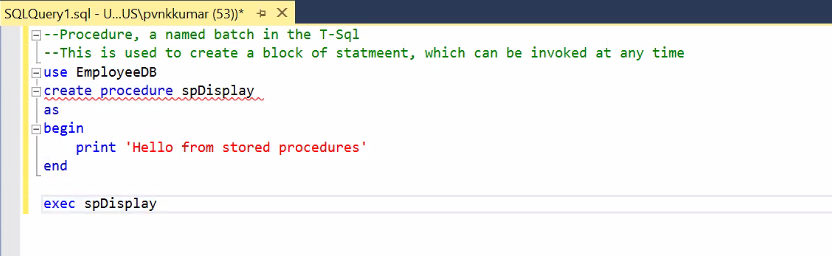 SQLQuery1.sql - U...US\pvnkkumar (53))*
--Procedure, a named batch in the T-Sql
--This is used to create a block of statmeent, which can be invoked at any time
use EmployeeDB
create procedure spDisplay
as
begin
print 'Hello from stored procedures'
end
exec spDisplay